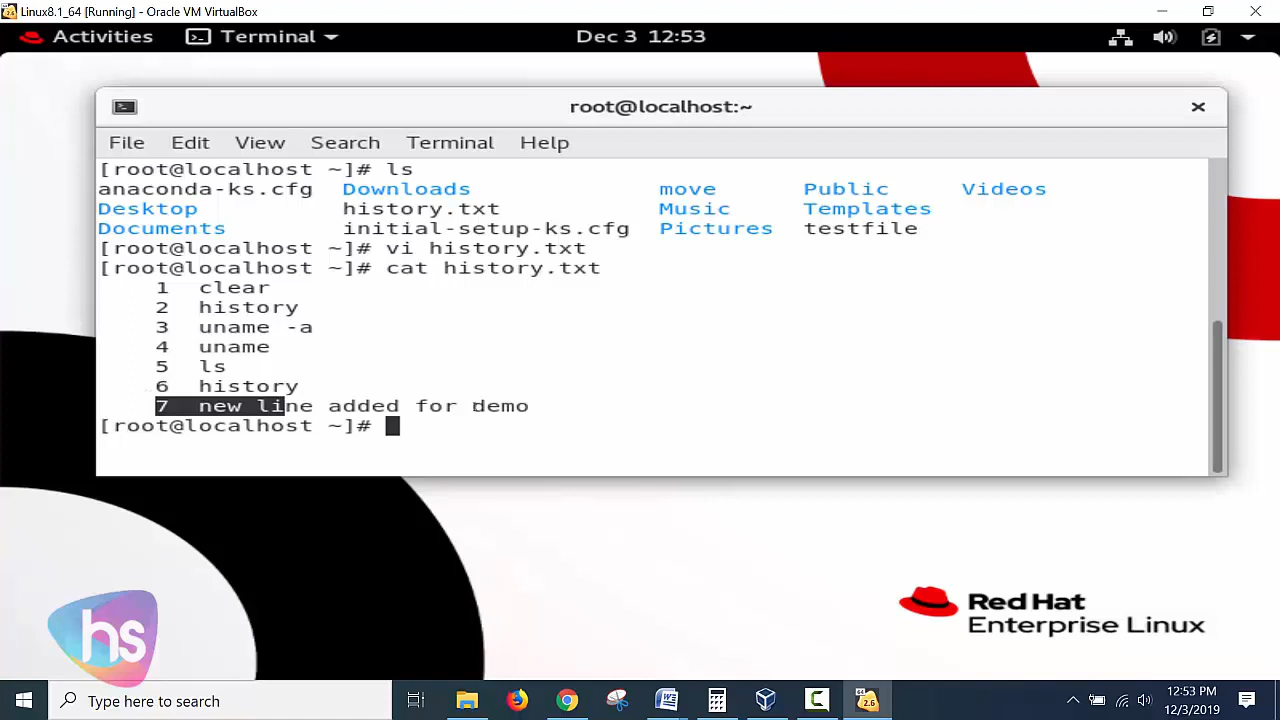 Linux8.1_64 [Running] - Oracle VM VirtualBox
Activities Terminal Dec 3 12:53
root@localhost:~
File Edit View Search Terminal Help
[root@localhost ~]# ls
anaconda-ks.cfg Downloads move Public Videos
Desktop history.txt Music Templates
Documents initial-setup-ks.cfg Pictures testfile
[root@localhost ~]# vi history.txt
[root@localhost ~]# cat history.txt
1 clear
2 history
3 uname -a
4 uname
5 ls
6 history
7 new line added for demo
[root@localhost ~]#
Red Hat
Enterprise Linux
hs
Type here to search
2.6
12:53 PM
12/3/2019